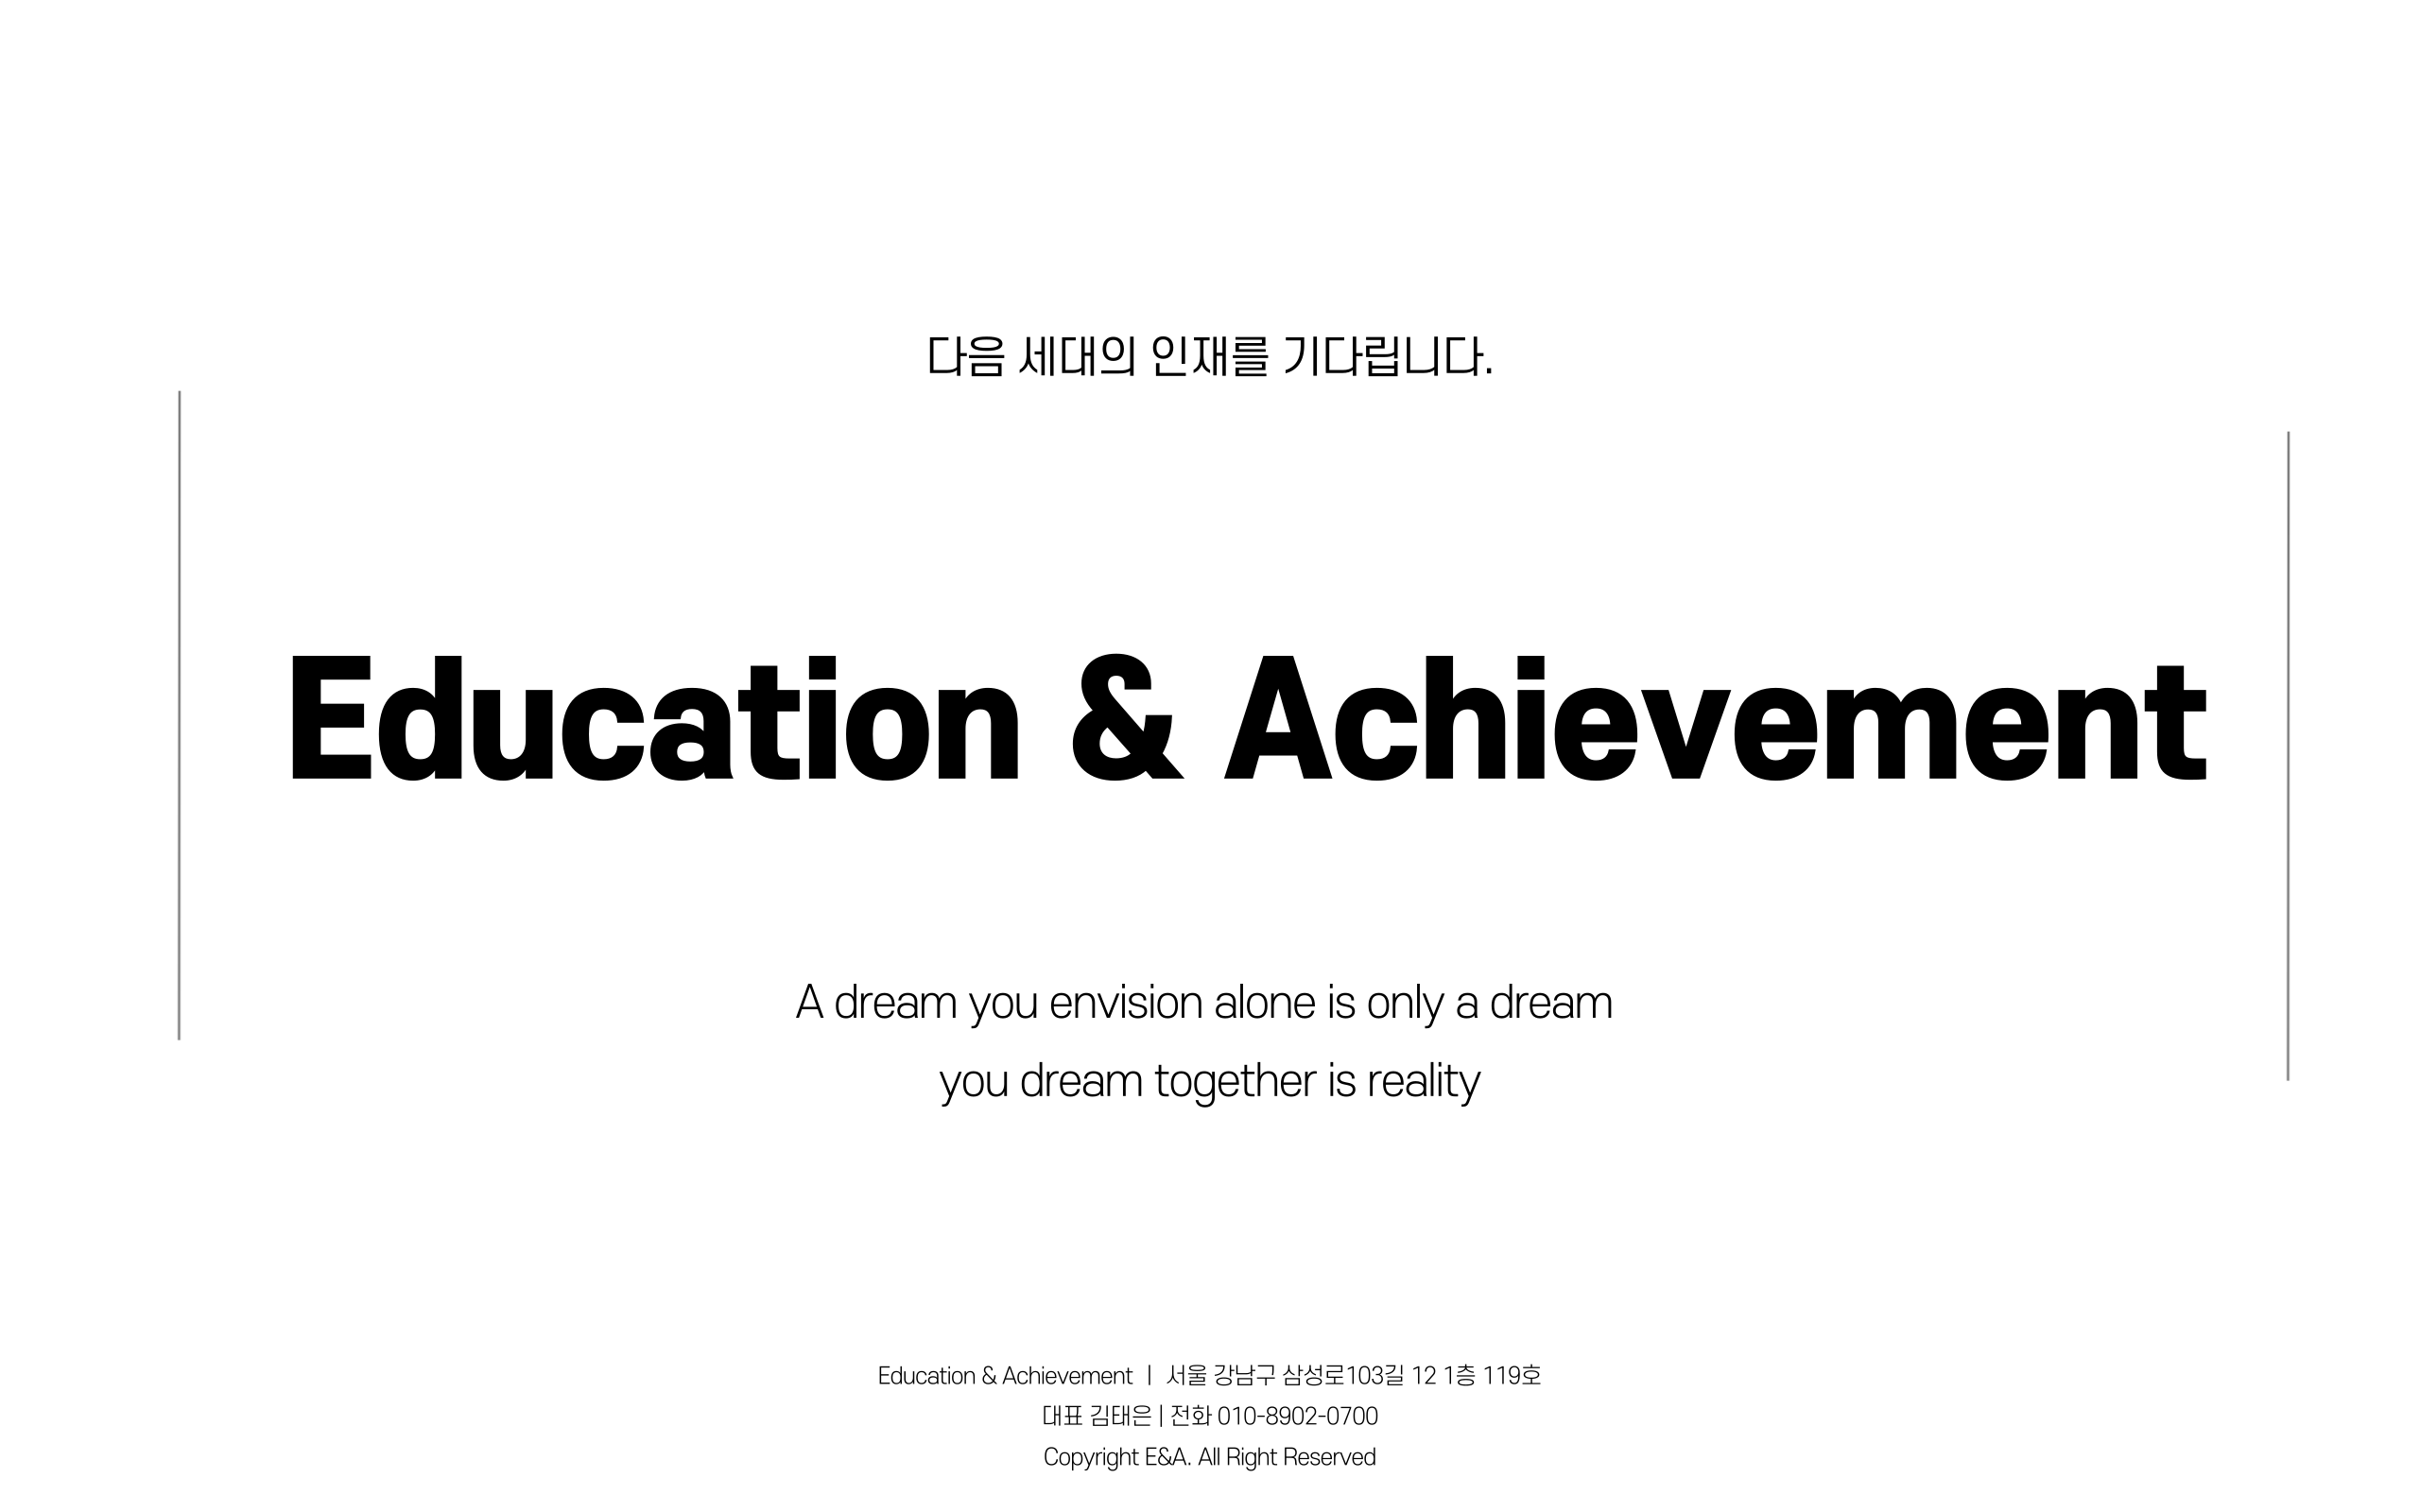 다음 세대의 인재를 기다립니다.
Education & Achievement
A dream you envision alone is only a dream
you dream together is reality
Education & Achievement | 서울 강남구 삼성로103길 12 1층 119호
대표 김태은 | 전화 010-8902-0700
Copyright E&A. All Right Reserved